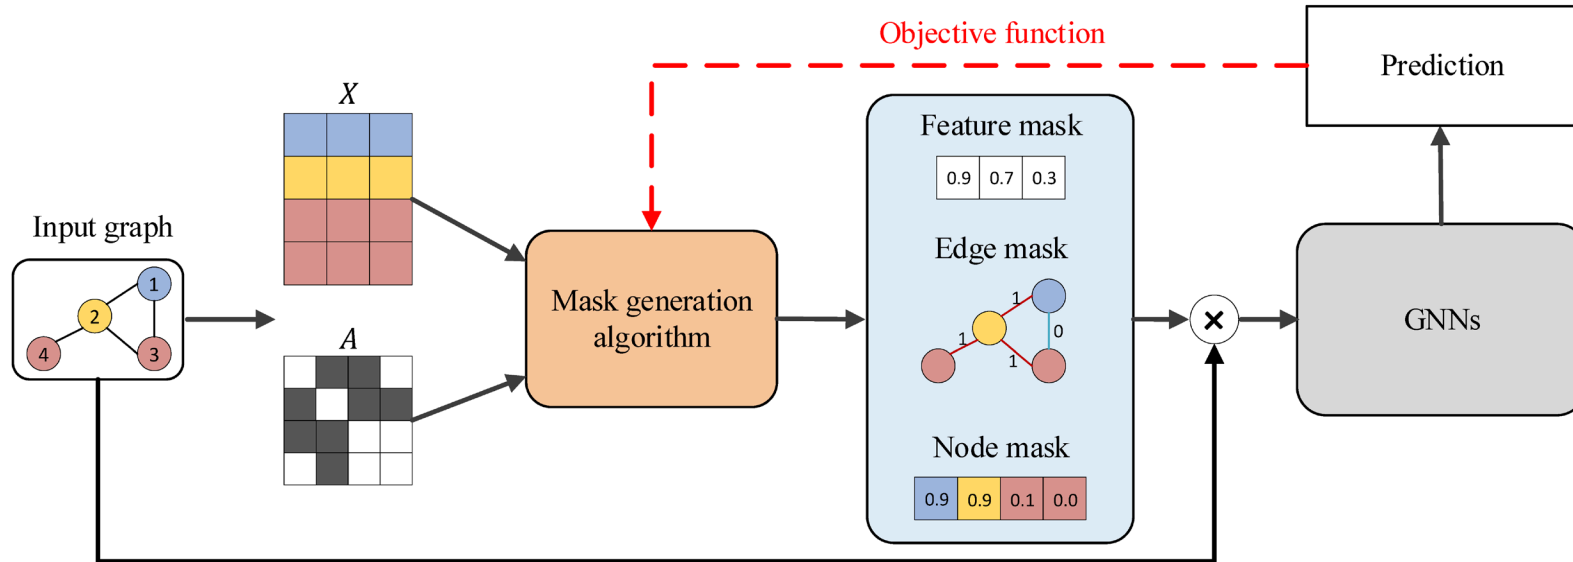 Objective function
Prediction
X
Feature mask
0.9 0.7 0.3
Input graph
1
2
4 3
A
Mask generation
algorithm
Edge mask
1
0
1
1
×
GNNs
Node mask
0.9 0.9 0.1 0.0